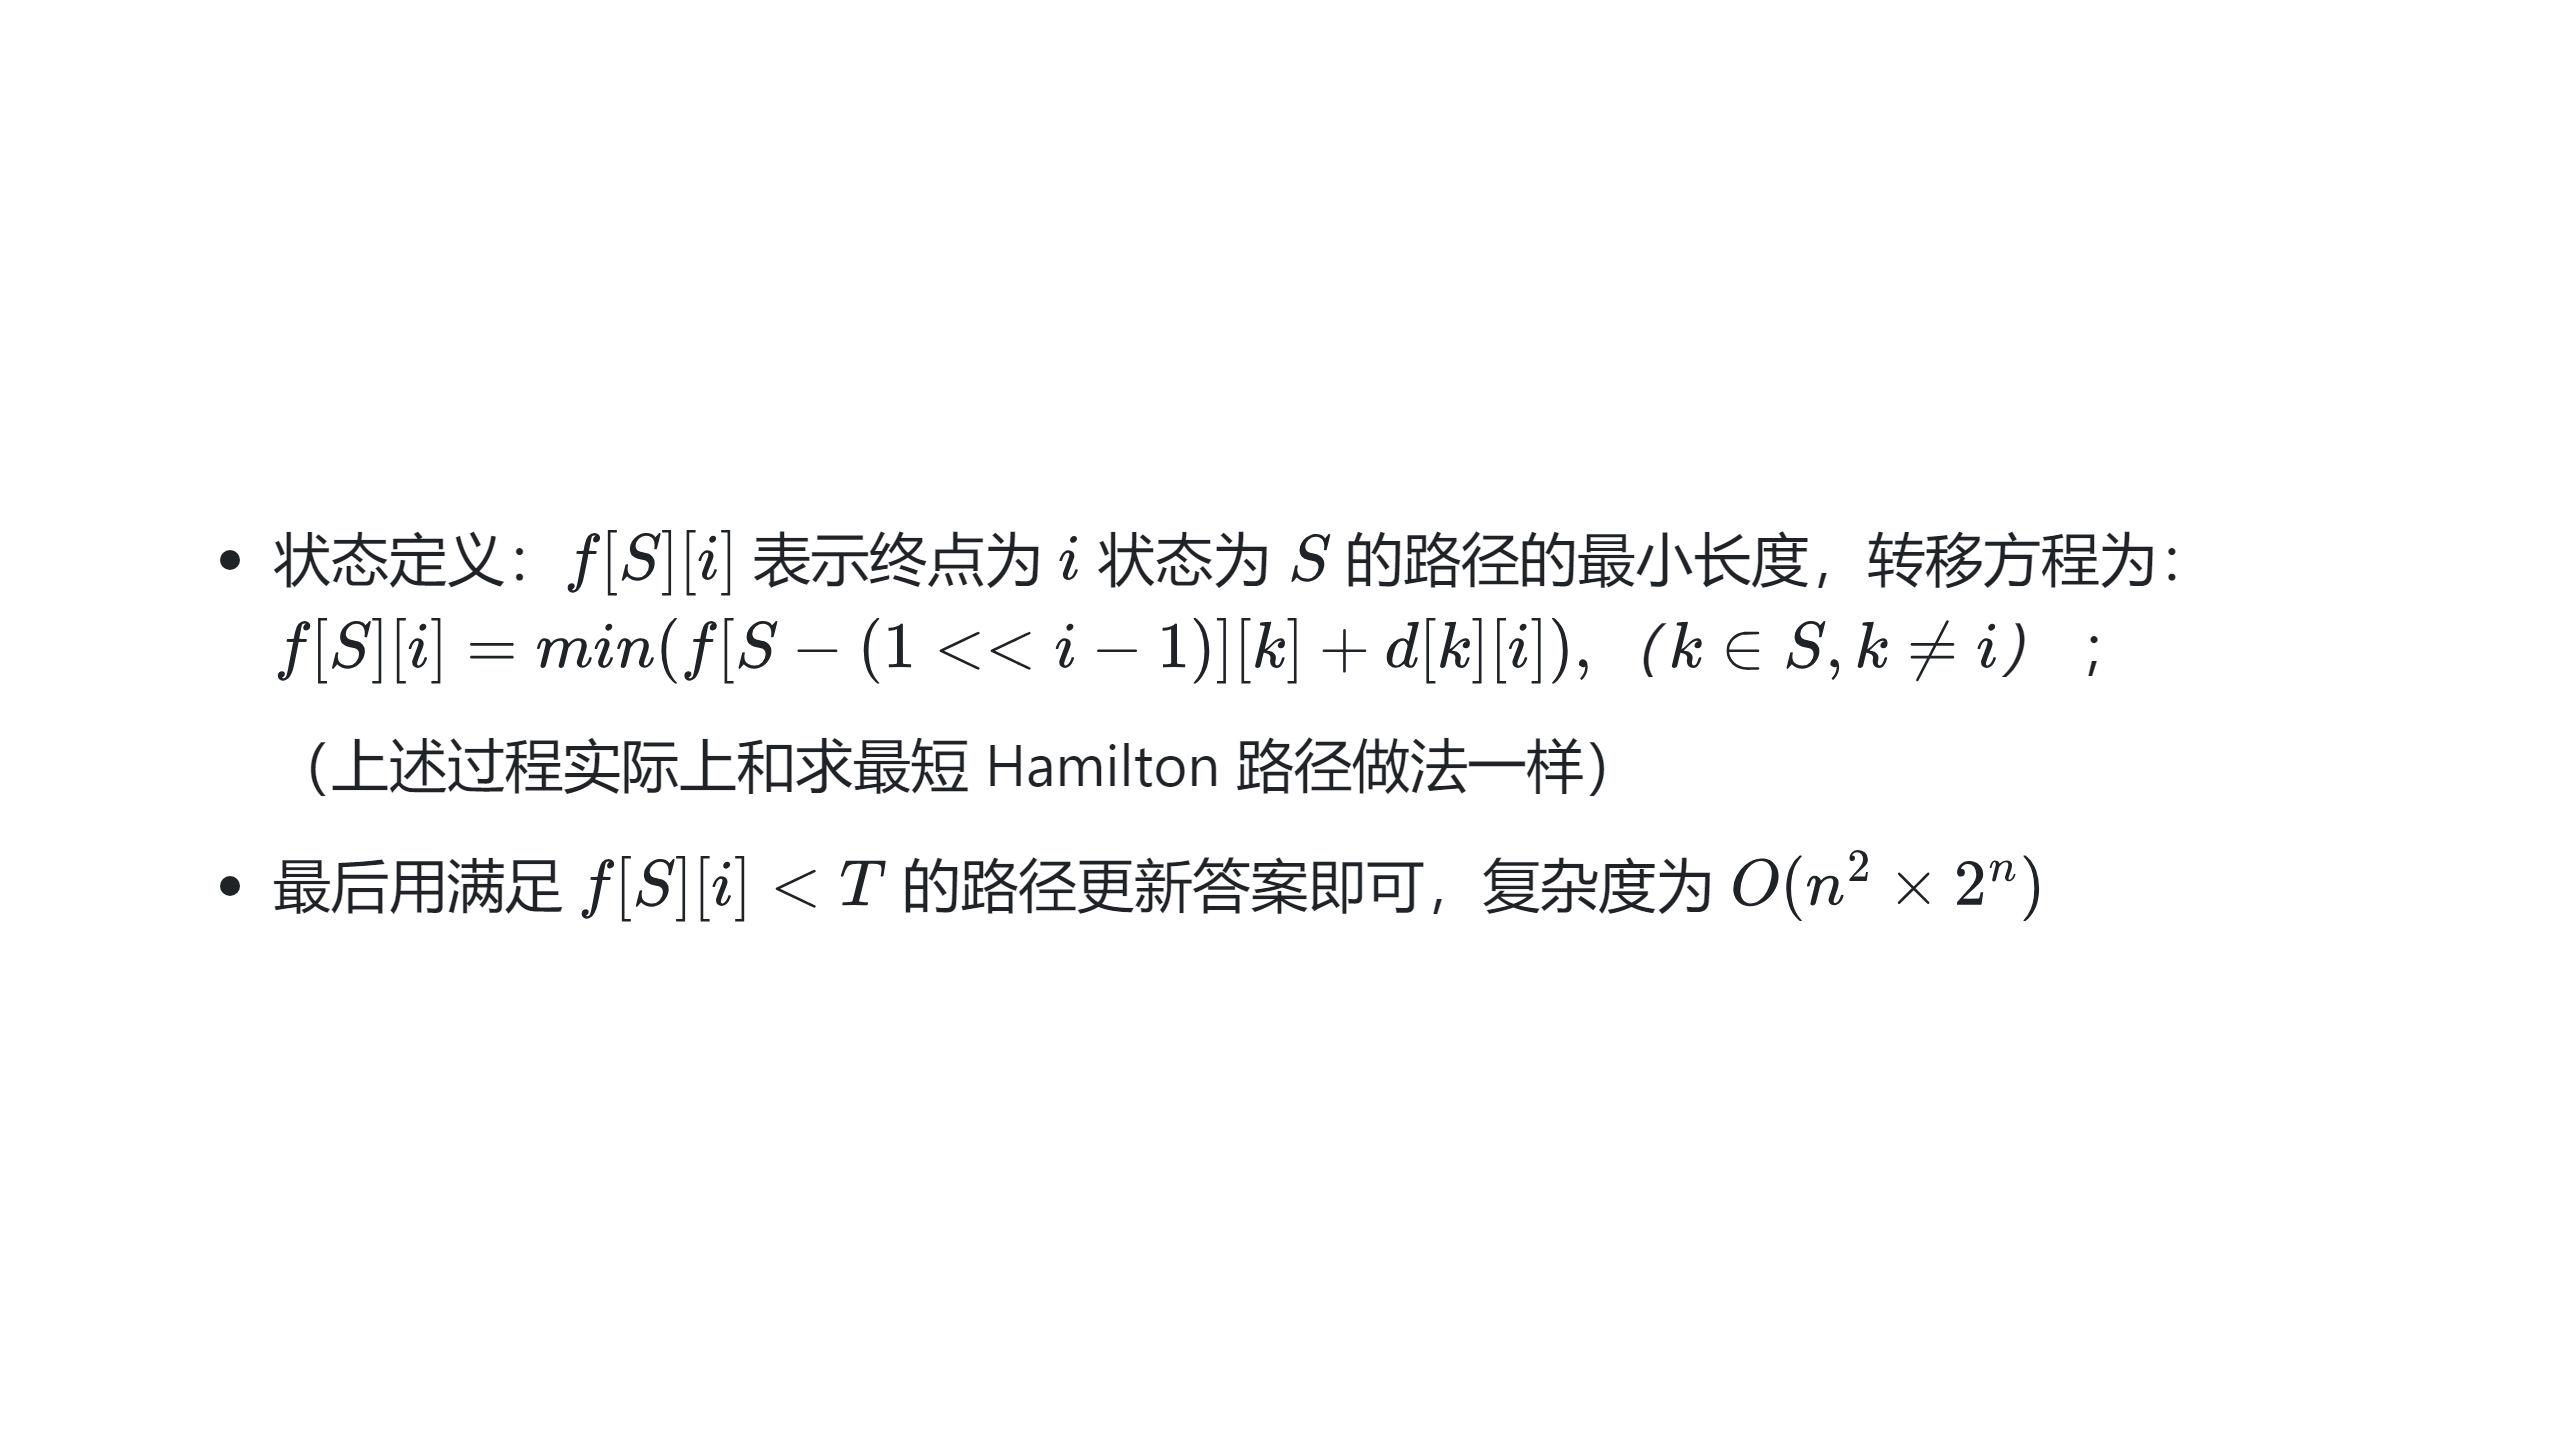 • 状态定义：f[S][i] 表示终点为 i 状态为 S 的路径的最小长度，转移方程为：
f[S][i] = min(f[S − (1 << i − 1)][k] + d[k][i]),（k ∈ S, k ≠ i） ；
（上述过程实际上和求最短 Hamilton 路径做法一样）
• 最后用满足 f[S][i] < T 的路径更新答案即可，复杂度为 O(n² × 2ⁿ)